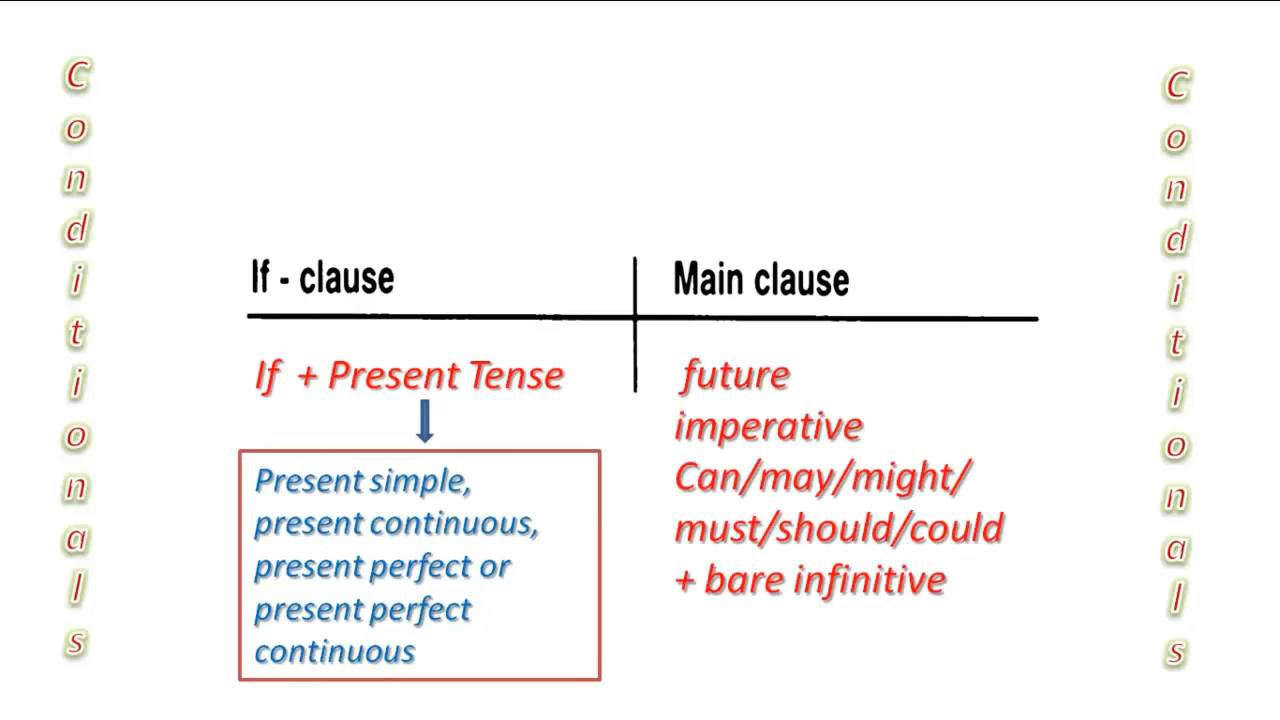 Conditionals
If - clause
Main clause
If + Present Tense
future
imperative
Can/may/might/
must/should/could
+ bare infinitive
Present simple,
present continuous,
present perfect or
present perfect
continuous
Conditionals